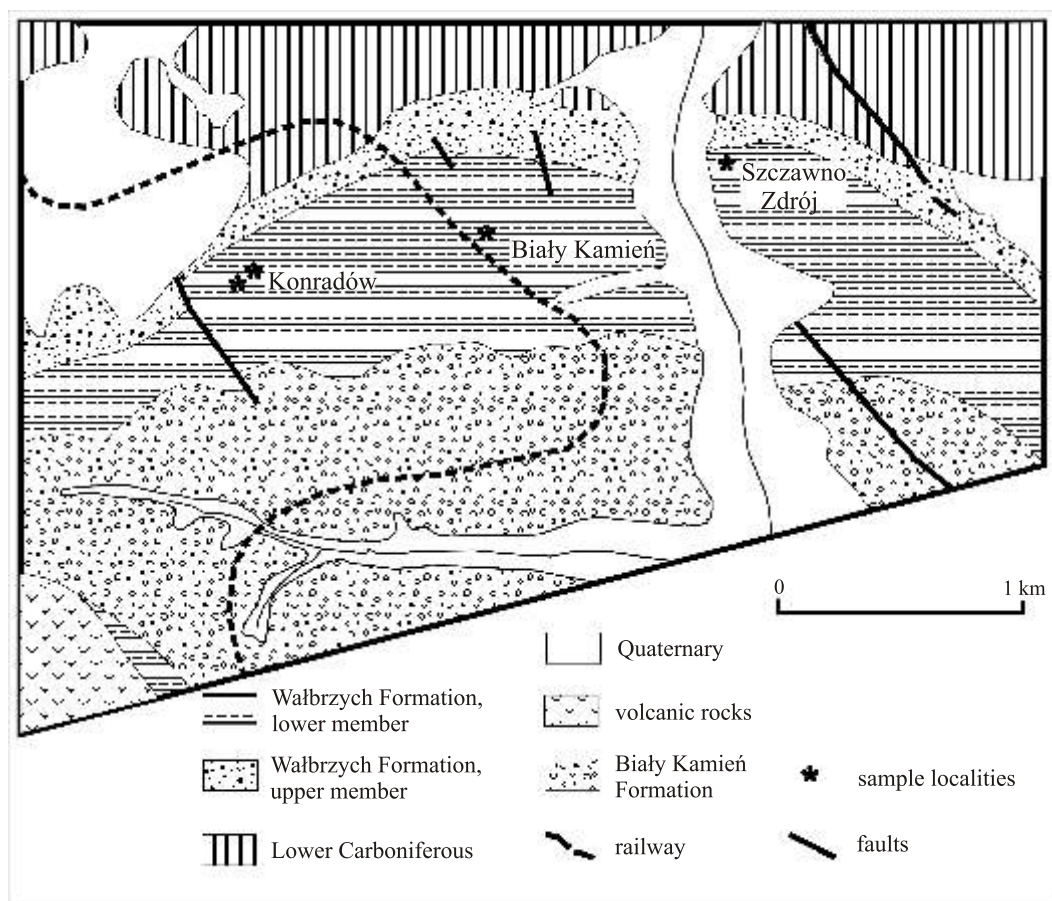 Szczawno
Zdrój
Biały Kamień
Konradów
0
1 km
Quaternary
Wałbrzych Formation,
lower member
volcanic rocks
Wałbrzych Formation,
upper member
Biały Kamień
Formation
sample localities
Lower Carboniferous
railway
faults